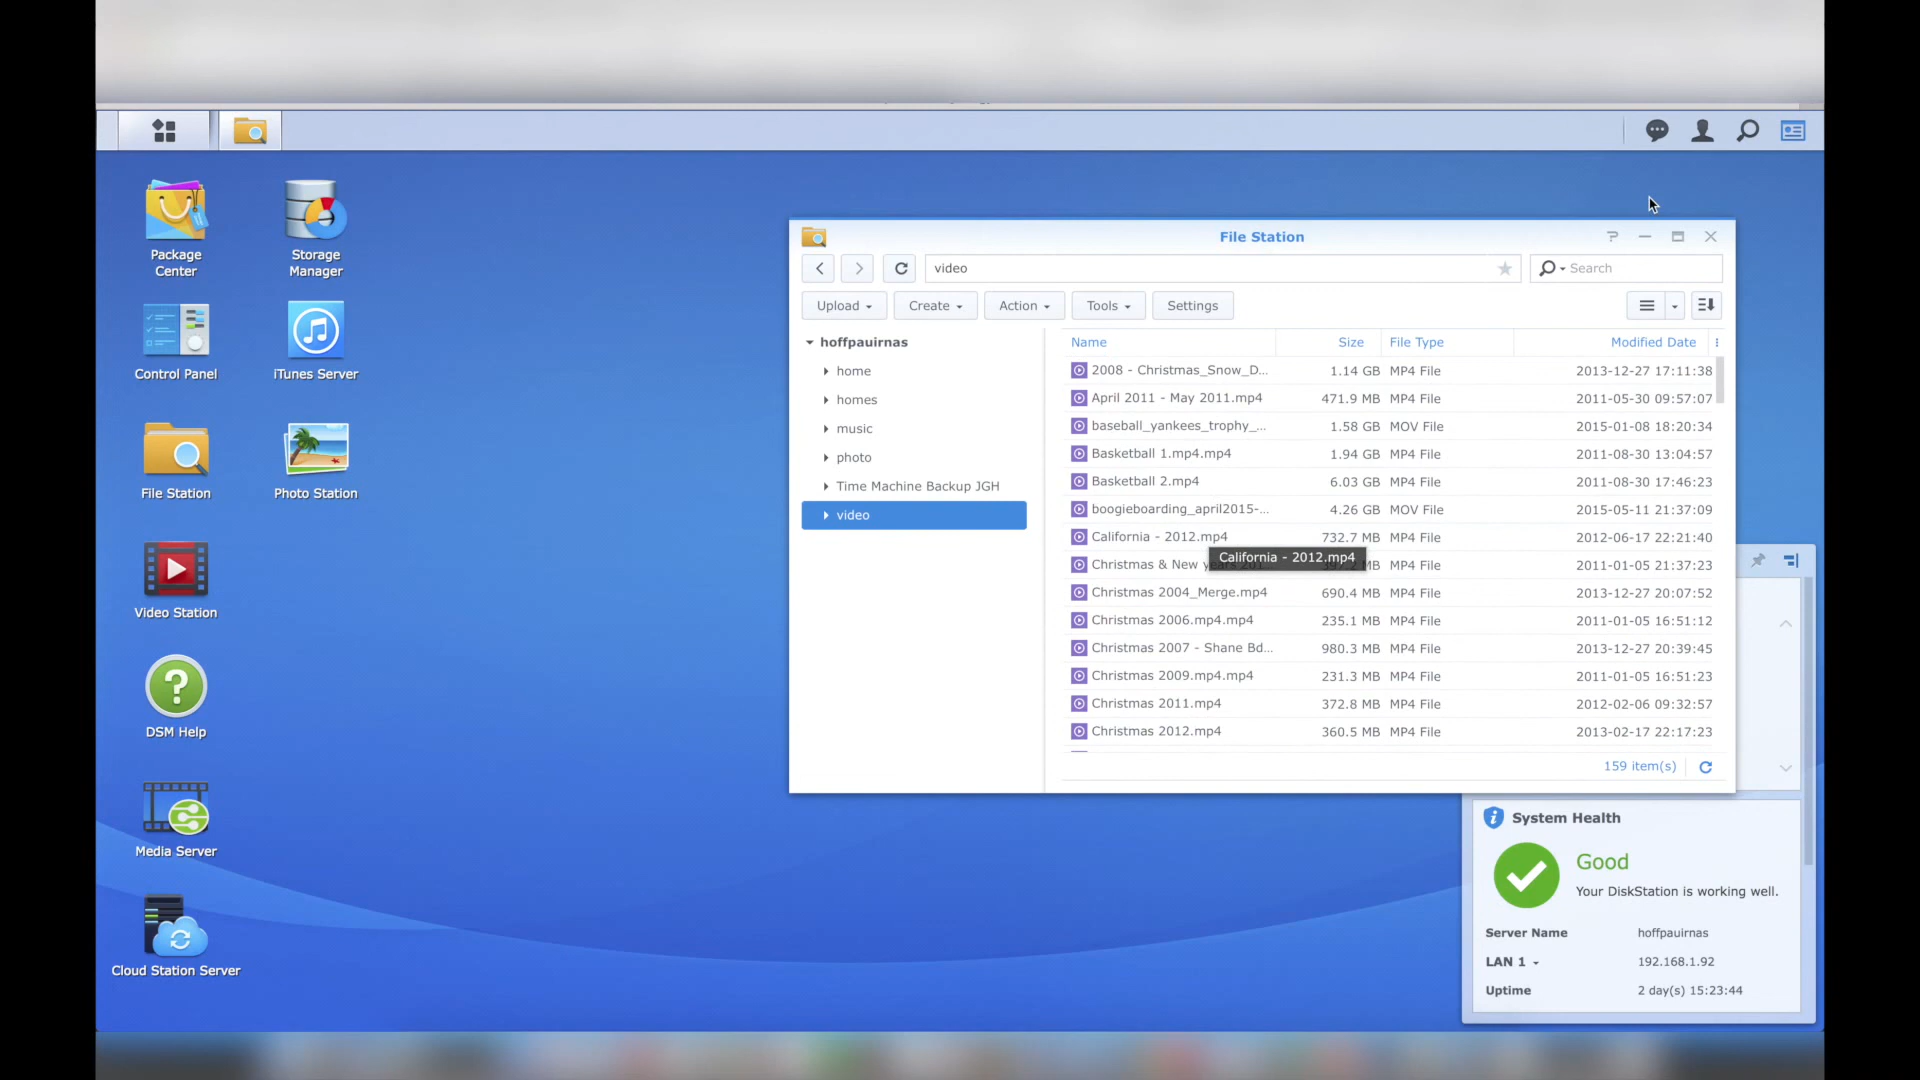 Package
Center
Storage
Manager
Control Panel
iTunes Server
File Station
Photo Station
Video Station
DSM Help
Media Server
Cloud Station Server
File Station
video
Search
Upload
Create
Action
Tools
Settings
hoffpauirnas
home
homes
music
photo
Time Machine Backup JGH
video
Name Size File Type Modified Date
2008 - Christmas_Snow_D... 1.14 GB MP4 File 2013-12-27 17:11:38
April 2011 - May 2011.mp4 471.9 MB MP4 File 2011-05-30 09:57:07
baseball_yankees_trophy_... 1.58 GB MOV File 2015-01-08 18:20:34
Basketball 1.mp4.mp4 1.94 GB MP4 File 2011-08-30 13:04:57
Basketball 2.mp4 6.03 GB MP4 File 2011-08-30 17:46:23
boogieboarding_april2015-... 4.26 GB MOV File 2015-05-11 21:37:09
California - 2012.mp4 732.7 MB MP4 File 2012-06-17 22:21:40
California - 2012.mp4
Christmas & New MB MP4 File 2011-01-05 21:37:23
Christmas 2004_Merge.mp4 690.4 MB MP4 File 2013-12-27 20:07:52
Christmas 2006.mp4.mp4 235.1 MB MP4 File 2011-01-05 16:51:12
Christmas 2007 - Shane Bd... 980.3 MB MP4 File 2013-12-27 20:39:45
Christmas 2009.mp4.mp4 231.3 MB MP4 File 2011-01-05 16:51:23
Christmas 2011.mp4 372.8 MB MP4 File 2012-02-06 09:32:57
Christmas 2012.mp4 360.5 MB MP4 File 2013-02-17 22:17:23
159 item(s)
System Health
Good
Your DiskStation is working well.
Server Name hoffpauirnas
LAN 1 192.168.1.92
Uptime 2 day(s) 15:23:44